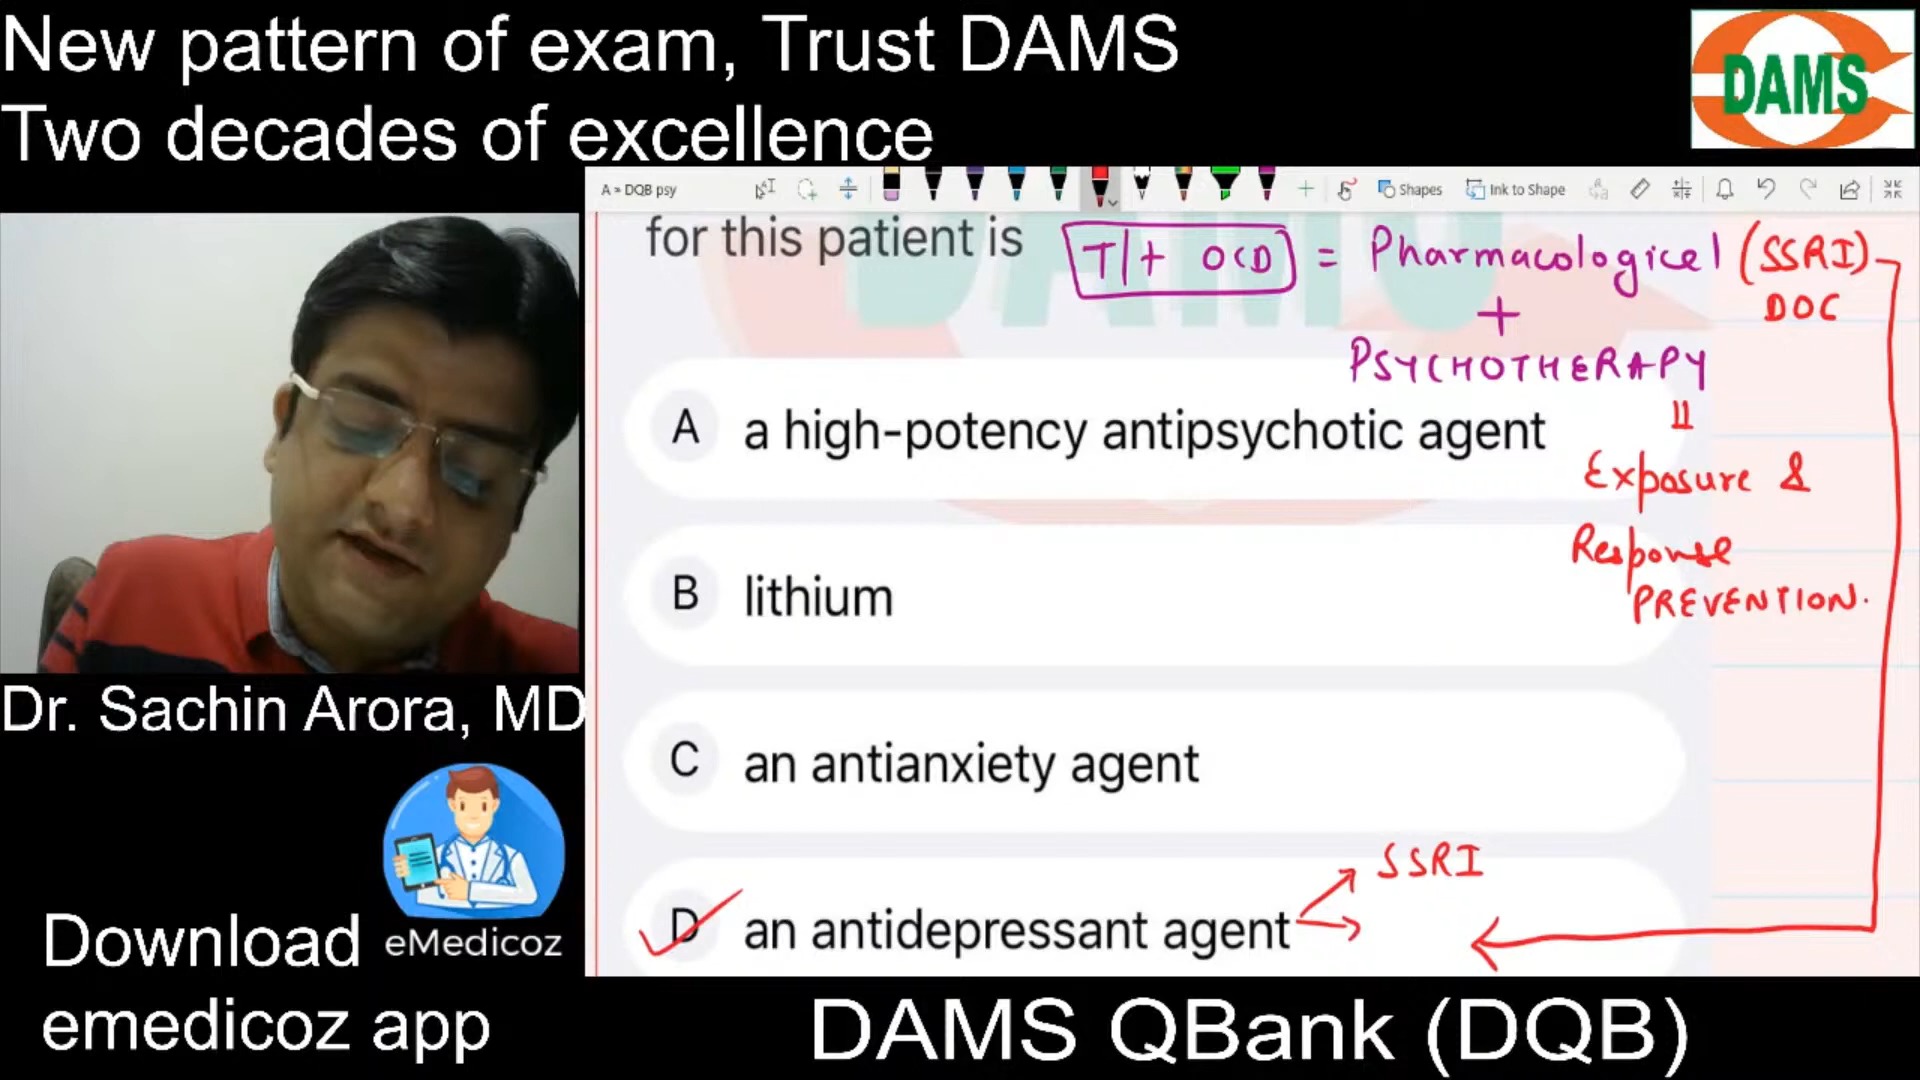 New pattern of exam, Trust DAMS
Two decades of excellence
DAMS
A = DQB psy
Shapes
Ink to Shape
for this patient is
T/+ OCD = Pharmacological (SSRI)
DOC
+
PSYCHOTHERAPY
=
Exposure &
Response
PREVENTION.
A a high-potency antipsychotic agent
B lithium
C an antianxiety agent
D an antidepressant agent
SSRI
Dr. Sachin Arora, MD
eMedicoz
Download
emedicoz app
DAMS QBank (DQB)